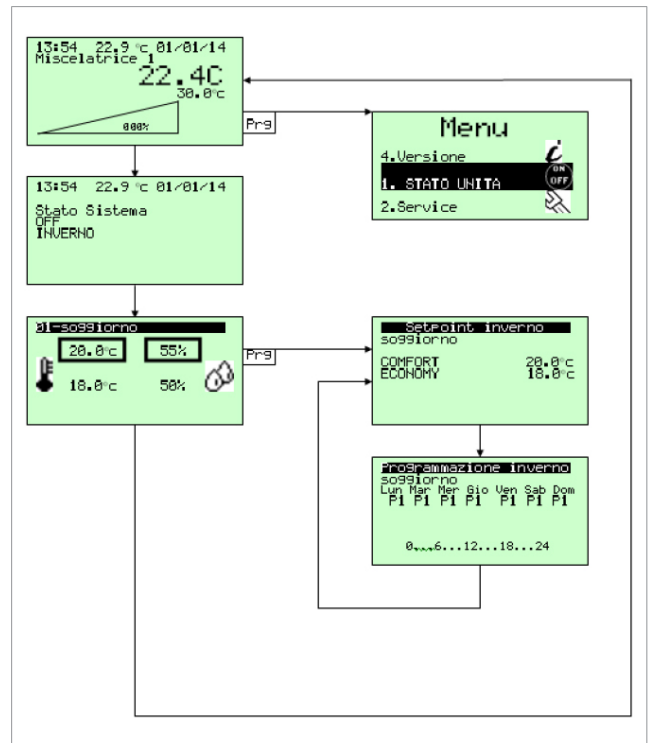 13:54 22.9 °c 01/01/14
Miscelatrice 1
22.4C
30.0°c
000%
Prg
Menu
4.Versione
i
1. STATO UNITA
ON
OFF
2.Service
13:54 22.9 °c 01/01/14
Stato Sistema
OFF
INVERNO
01-soggiorno
20.0°c 55%
18.0°c 50%
Prg
Setpoint inverno
soggiorno
COMFORT 20.0°c
ECONOMY 18.0°c
Programmazione inverno
soggiorno
Lun Mar Mer Gio Ven Sab Dom
P1 P1 P1 P1 P1 P1 P1
0...6...12...18...24